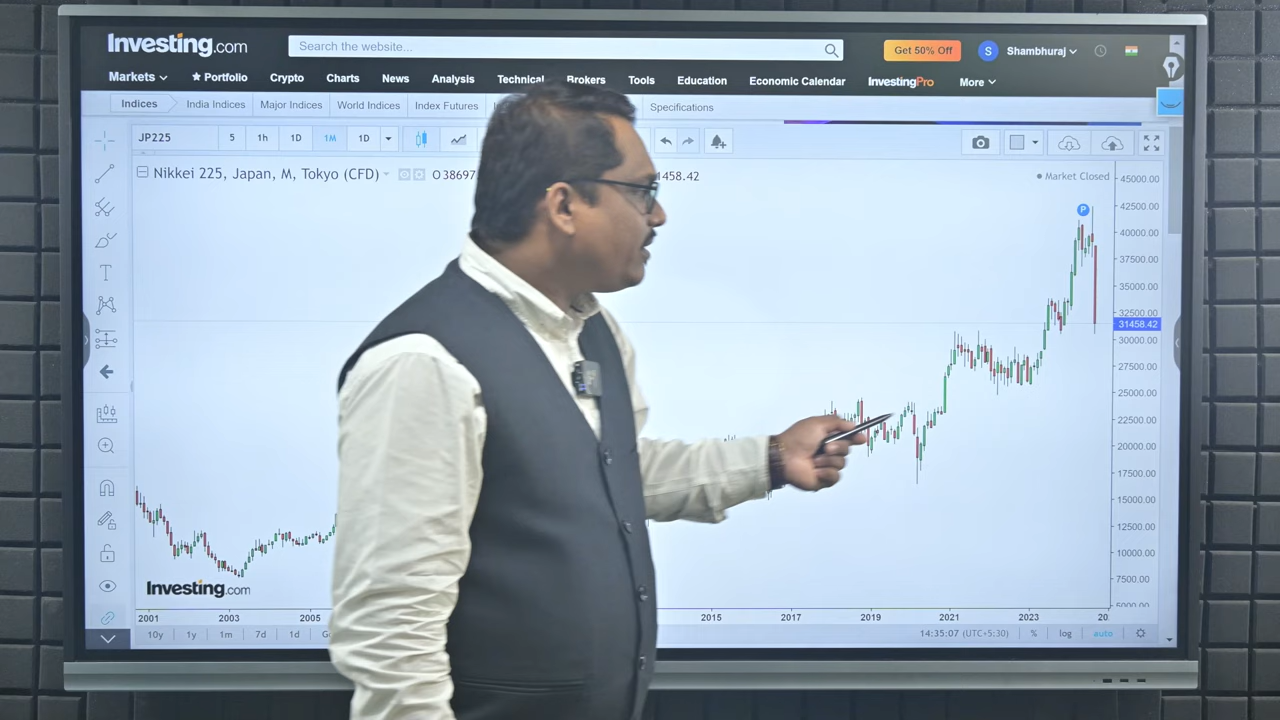 Investing.com
Search the website...
Get 50% Off
S
Shambhuraj
Markets
Portfolio
Crypto
Charts
News
Analysis
Technical
Brokers
Tools
Education
Economic Calendar
InvestingPro
More
Indices
India Indices
Major Indices
World Indices
Index Futures
Specifications
JP225
5
1h
1D
1M
1D
Nikkei 225, Japan, M, Tokyo (CFD)
O 38697
1458.42
Market Closed
P
T
45000.00
42500.00
40000.00
37500.00
35000.00
32500.00
31458.42
30000.00
27500.00
25000.00
22500.00
20000.00
17500.00
15000.00
12500.00
10000.00
7500.00
5000.00
Investing.com
2001
2003
2005
2015
2017
2019
2021
2023
20
10y
1y
1m
7d
1d
14:35:07 (UTC+5:30)
%
log
auto